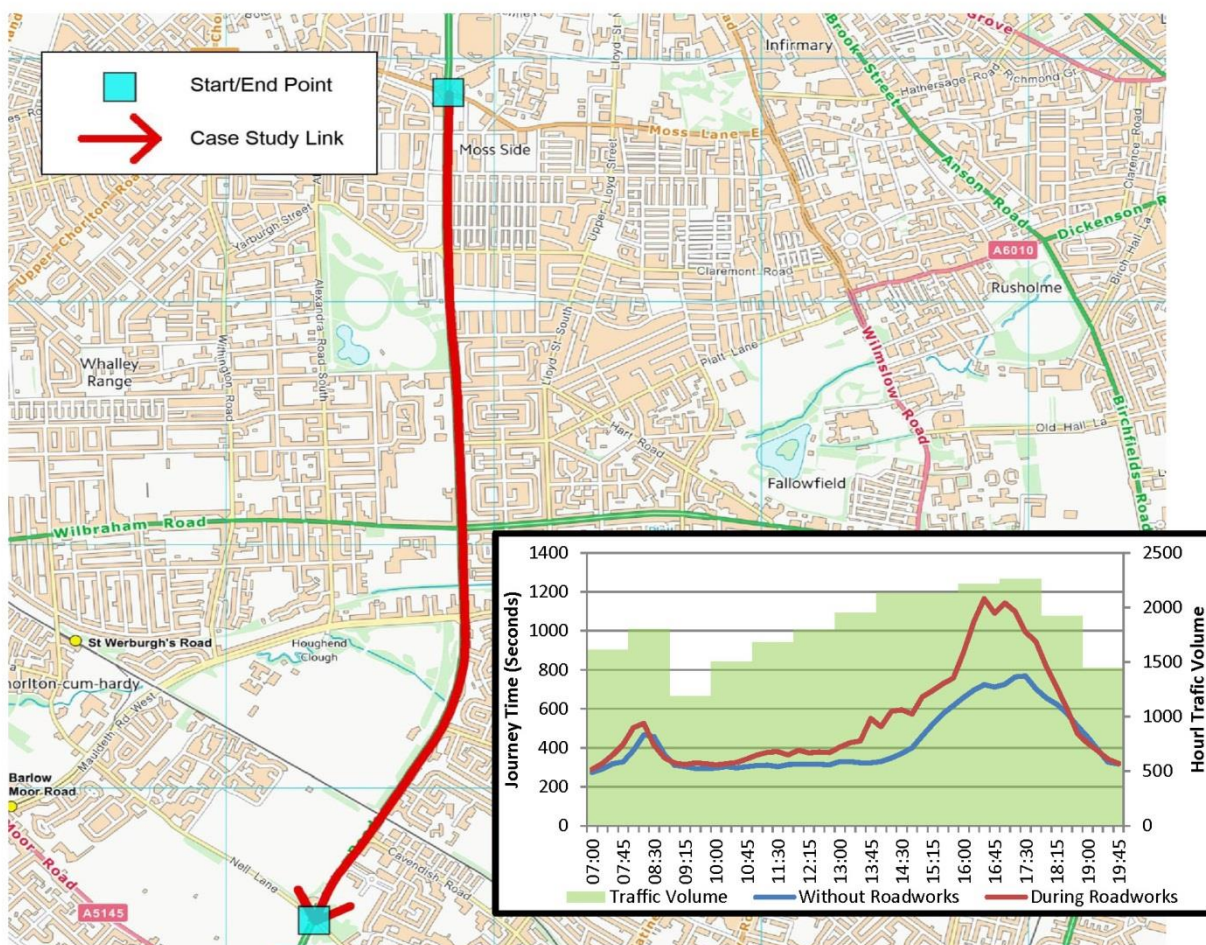 Start/End Point
Case Study Link
Infirmary
Hathersage Road
Richmond Gr
Grove
Brook Street
Anson Road
Clarence Road
Dickenson R
Birch Hall La
A6010
Rusholme
Moss Lane E
Moss Side
Upper Lloyd Street
Upper Chorlton Road
Yarburgh Street
Claremont Road
Alexandra Road South
Withington Road
Whalley
Range
Lloyd St South
Platt Lane
Wilmslow Road
Birchfields Road
Old Hall La
Hart Road
Fallowfield
Wilbraham Road
St Werburgh's Road
Houghend
Clough
horlton-cum-hardy
Mauldeth Rd West
Barlow
Moor Road
Moor Road
A5145
Nell Lane
Cavendish Road
Journey Time (Seconds)
1400
1200
1000
800
600
400
200
0
Hourl Trafic Volume
2500
2000
1500
1000
500
0
07:00
07:45
08:30
09:15
10:00
10:45
11:30
12:15
13:00
13:45
14:30
15:15
16:00
16:45
17:30
18:15
19:00
19:45
Traffic Volume
Without Roadworks
During Roadworks